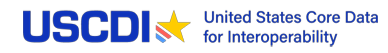 USCDI
United States Core Data
for Interoperability